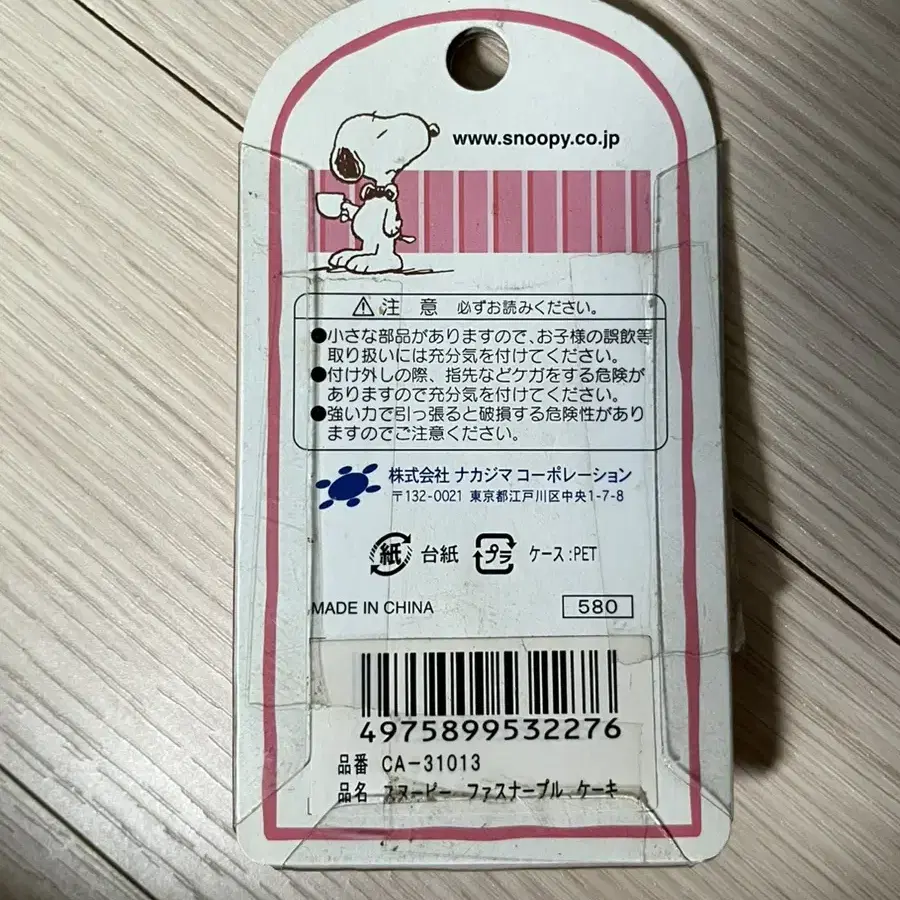 www.snoopy.co.jp
注 意 必ずお読みください。
●小さな部品がありますので、お子様の誤飲等
取り扱いには充分気を付けてください。
●付け外しの際、指先などケガをする危険が
ありますので充分気を付けてください。
●強い力で引っ張ると破損する危険性があり
ますのでご注意ください。
株式会社 ナカジマ コーポレーション
〒132-0021 東京都江戸川区中央1-7-8
紙 台紙 プラ ケース:PET
MADE IN CHINA 580
4975899532276
品番 CA-31013
品名 スヌーピー ファスナープル ケーキ